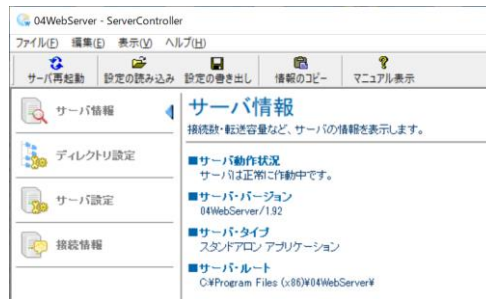 04WebServer - ServerController
ファイル(F) 編集(E) 表示(V) ヘルプ(H)
サーバ再起動 設定の読み込み 設定の書き出し 情報のコピー マニュアル表示
サーバ情報
ディレクトリ設定
サーバ設定
接続情報
サーバ情報
接続数・転送容量など、サーバの情報を表示します。
■サーバ動作状況
サーバは正常に作動中です。
■サーバ・バージョン
04WebServer/1.92
■サーバ・タイプ
スタンドアロン アプリケーション
■サーバ・ルート
C:¥Program Files (x86)¥04WebServer¥